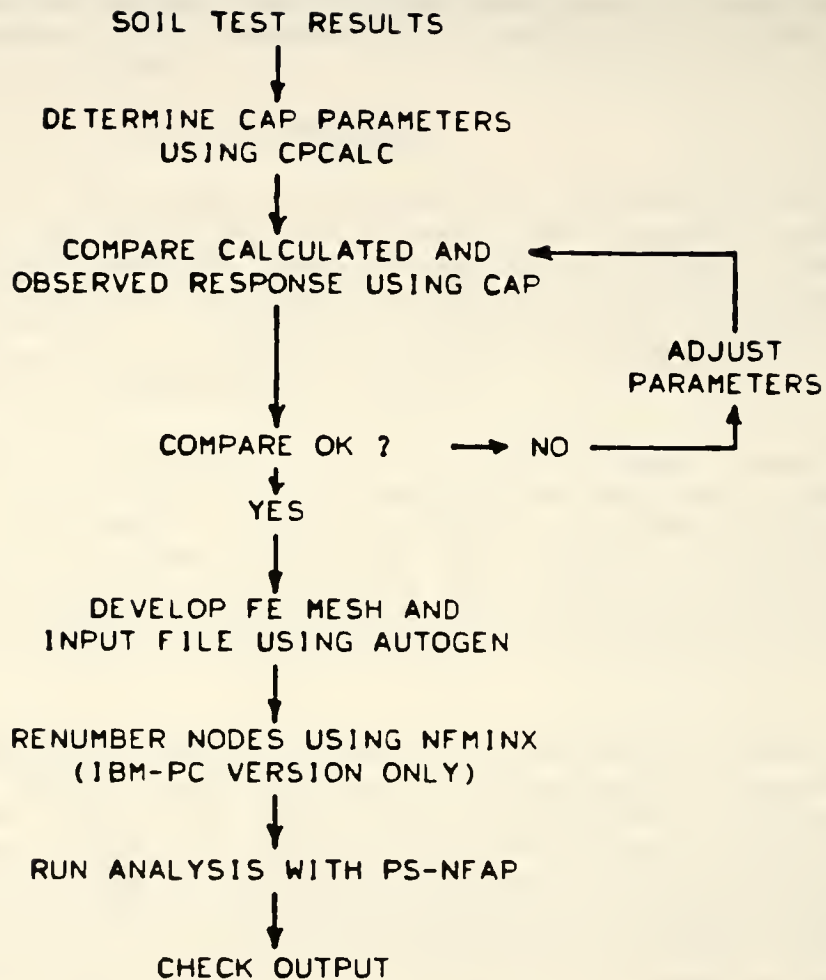 SOIL TEST RESULTS
DETERMINE CAP PARAMETERS
USING CPCALC
COMPARE CALCULATED AND
OBSERVED RESPONSE USING CAP
ADJUST
PARAMETERS
COMPARE OK ?
NO
YES
DEVELOP FE MESH AND
INPUT FILE USING AUTOGEN
RENUMBER NODES USING NFMINX
(IBM-PC VERSION ONLY)
RUN ANALYSIS WITH PS-NFAP
CHECK OUTPUT